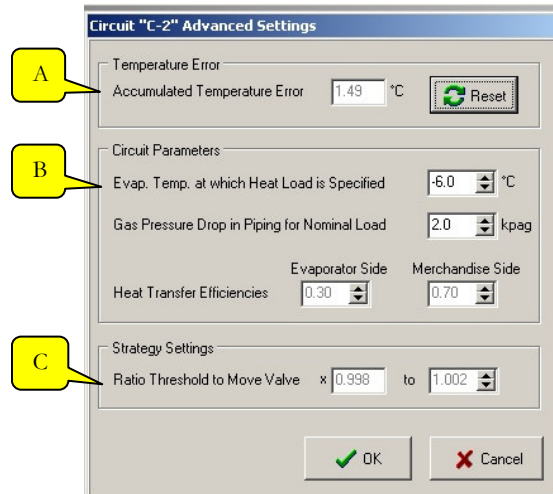 Circuit "C-2" Advanced Settings
A
Temperature Error
Accumulated Temperature Error 1.49 °C Reset
B
Circuit Parameters
Evap. Temp. at which Heat Load is Specified -6.0 °C
Gas Pressure Drop in Piping for Nominal Load 2.0 kpag
Evaporator Side Merchandise Side
Heat Transfer Efficiencies 0.30 0.70
C
Strategy Settings
Ratio Threshold to Move Valve x 0.998 to 1.002
OK Cancel